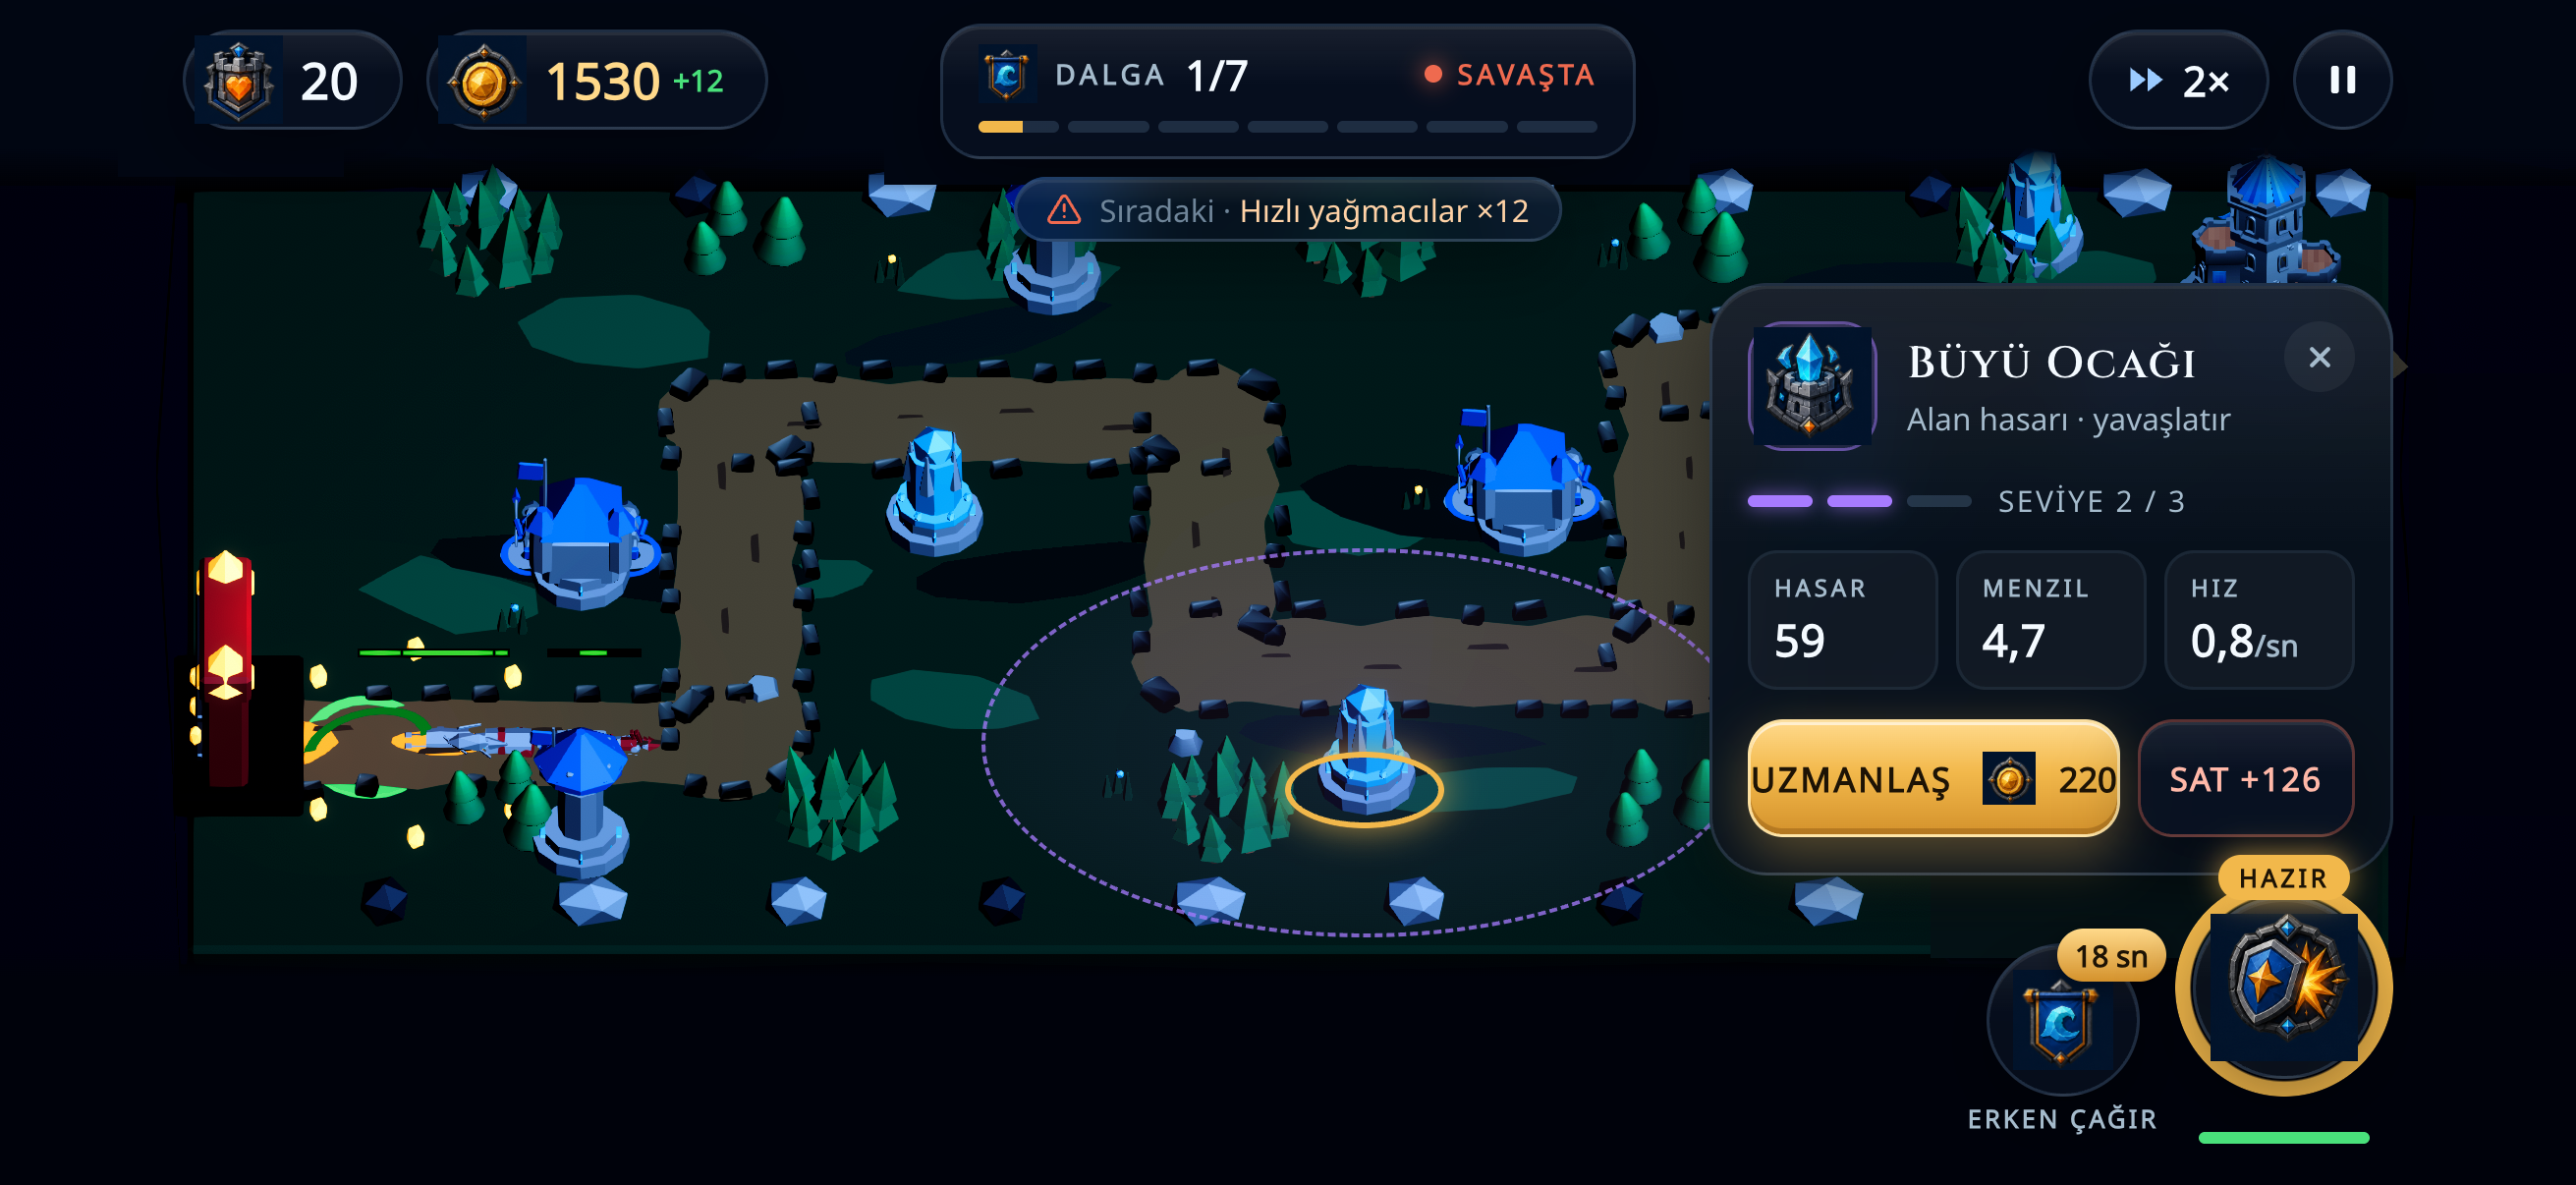 20
1530 +12
DALGA 1/7
SAVAŞTA
2×
Sıradaki · Hızlı yağmacılar ×12
BÜYÜ OCAĞI
Alan hasarı · yavaşlatır
SEVİYE 2 / 3
HASAR
59
MENZIL
4,7
HIZ
0,8/sn
UZMANLAŞ 220
SAT +126
HAZIR
18 sn
ERKEN ÇAĞIR